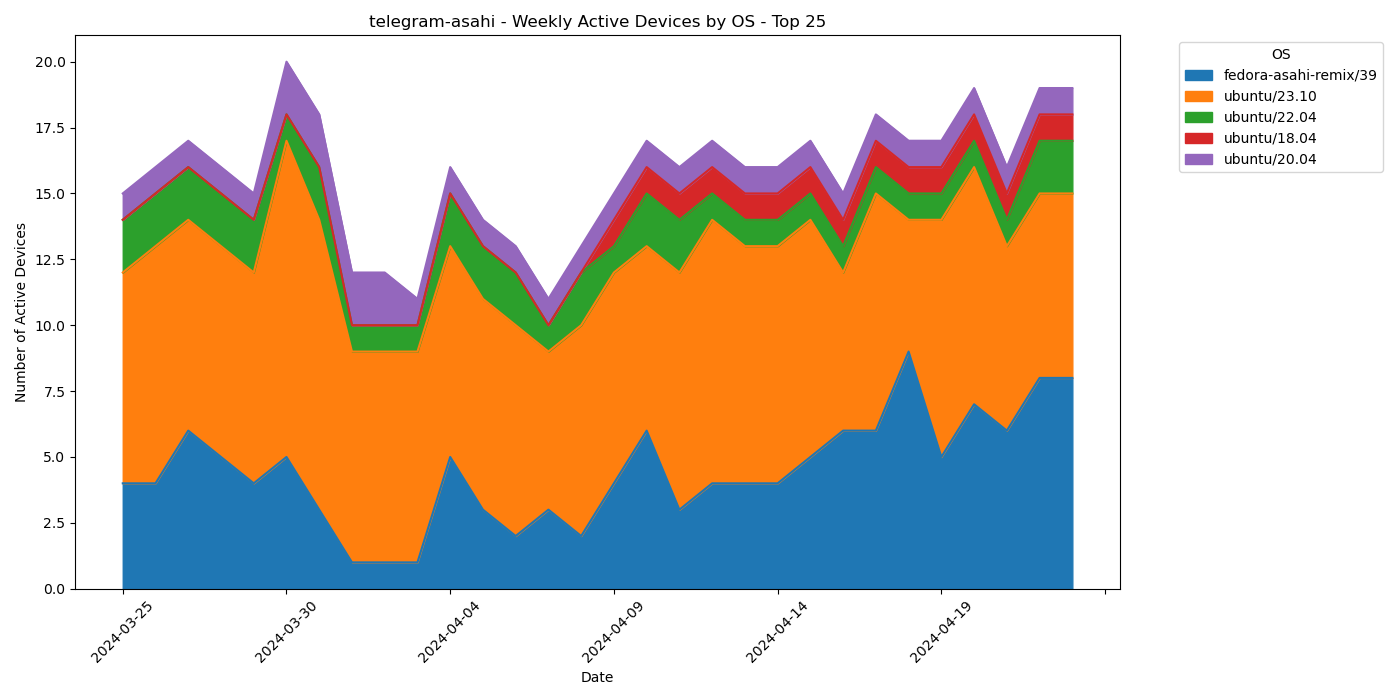 telegram-asahi - Weekly Active Devices by OS - Top 25
OS
fedora-asahi-remix/39
ubuntu/23.10
ubuntu/22.04
ubuntu/18.04
ubuntu/20.04
Number of Active Devices
20.0
17.5
15.0
12.5
10.0
7.5
5.0
2.5
0.0
2024-03-25
2024-03-30
2024-04-04
2024-04-09
2024-04-14
2024-04-19
Date